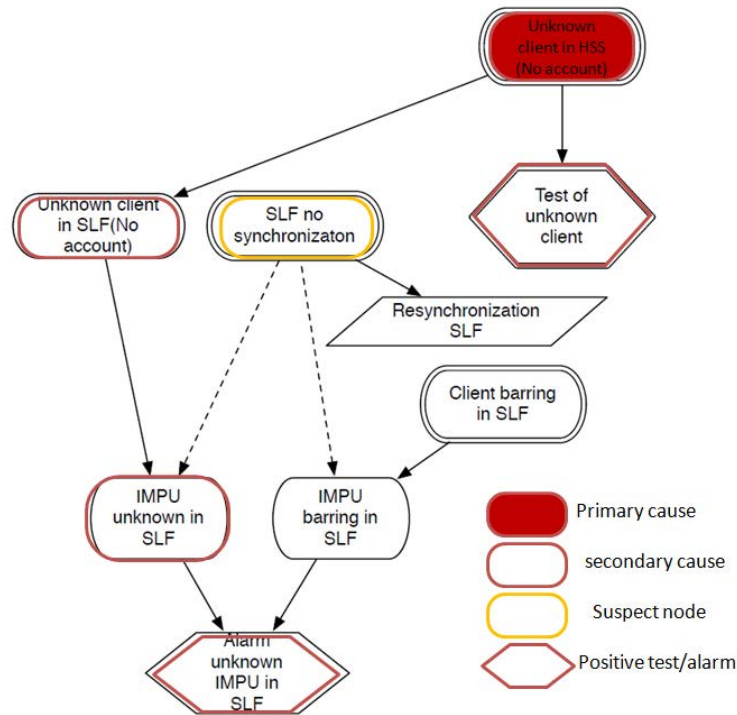 Unknown
client in HSS
(No account)
Unknown client
in SLF(No
account)
SLF no
synchronizaton
Test of
unknown
client
Resynchronization
SLF
Client barring
in SLF
IMPU
unknown in
SLF
IMPU
barring in
SLF
Alarm
unknown
IMPU in
SLF
Primary cause
secondary cause
Suspect node
Positive test/alarm